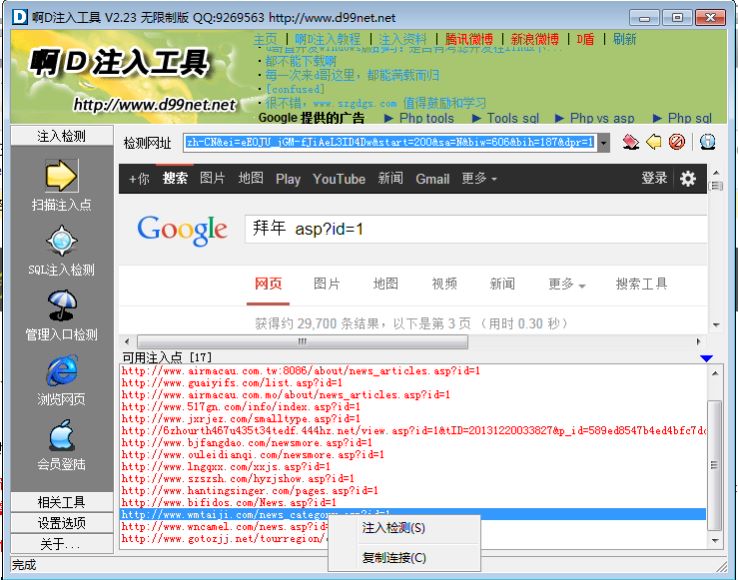 啊D注入工具 V2.23 无限制版 QQ:9269563 http://www.d99net.net
主页 | 啊D注入教程 | 注入资料 | 腾讯微博 | 新浪微博 | D盾 | 刷新
啊D注入工具
http://www.d99net.net
·都不能下载啊
·每一次来d哥这里，都能满载而归
·[confused]
·很不错，www.szgdgs.com 值得鼓励和学习
Google 提供的广告 ► Php tools ► Tools sql ► Php vs asp ► Php sql
注入检测
扫描注入点
SQL注入检测
管理入口检测
浏览网页
会员登陆
相关工具
设置选项
关于...
检测网址 zh-CN&ei=eEOJU_jGM-fJiAeL3ID4Dw&start=200&sa=N&biw=606&bih=187&dpr=1
+你 搜索 图片 地图 Play YouTube 新闻 Gmail 更多 登录
Google 拜年 asp?id=1
网页 图片 地图 视频 新闻 更多 搜索工具
获得约 29,700 条结果，以下是第 3 页 （用时 0.30 秒）
可用注入点 [17]
http://www.airmacau.com.tw:8086/about/news_articles.asp?id=1
http://www.guaiyifs.com/list.asp?id=1
http://www.airmacau.com.mo/about/news_articles.asp?id=1
http://www.517gn.com/info/index.asp?id=1
http://www.jxrjez.com/smalltype.asp?id=1
http://6zhourth467u435t34tedf.444hz.net/view.asp?id=1&tID=20131220033827&p_id=589ed8547b4ed4bfc7dc
http://www.bjfangdao.com/newsmore.asp?id=1
http://www.ouleidianqi.com/newsmore.asp?id=1
http://www.lngqxx.com/xxjs.asp?id=1
http://www.szszsh.com/hyzjshow.asp?id=1
http://www.hantingsinger.com/pages.asp?id=1
http://www.bifidos.com/News.asp?id=1
http://www.wmtaiji.com/news_category.asp?id=1
http://www.wncamel.com/news.asp?id
http://www.gotozjj.net/tourregion/
注入检测(S)
复制连接(C)
完成